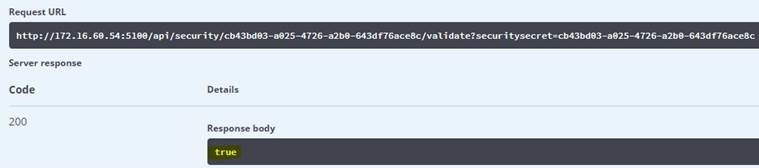 Request URL
http://172.16.60.54:5100/api/security/cb43bd03-a025-4726-a2b0-643df76ace8c/validate?securitysecret=cb43bd03-a025-4726-a2b0-643df76ace8c
Server response
Code Details
200
Response body
true